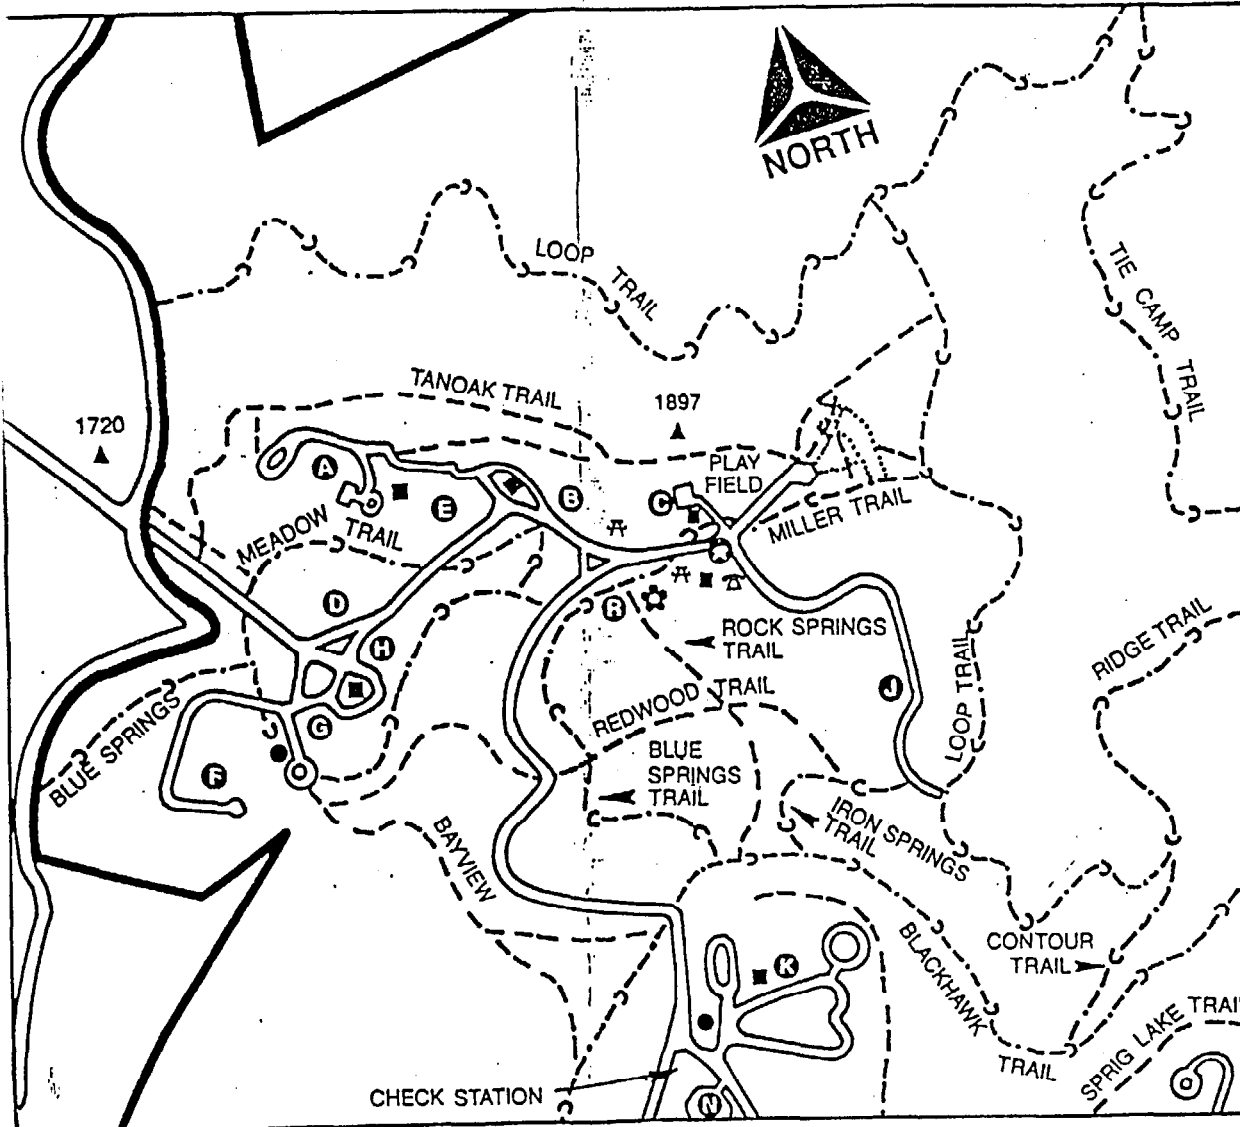 NORTH
LOOP
TRAIL
TIE CAMP TRAIL
TANOAK TRAIL
1897
1720
A
PLAY
FIELD
E
B
C
MEADOW TRAIL
MILLER TRAIL
D
R
ROCK SPRINGS
TRAIL
H
RIDGE TRAIL
J
LOOP TRAIL
REDWOOD TRAIL
BLUE SPRINGS
G
F
BLUE
SPRINGS
TRAIL
IRON SPRINGS
TRAIL
BAYVIEW
BLACKHAWK
TRAIL
CONTOUR
TRAIL
K
SPRIG LAKE TRAI
CHECK STATION
N